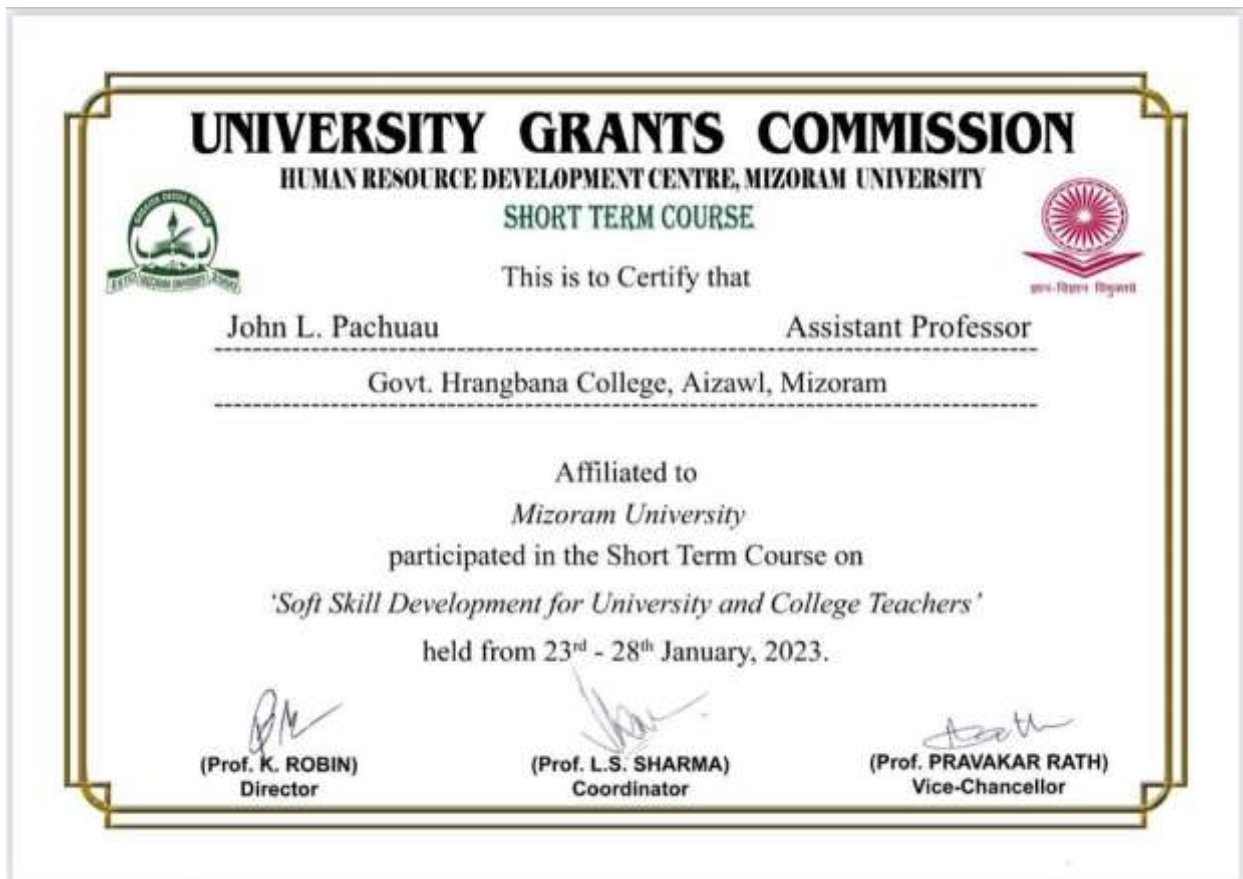 UNIVERSITY GRANTS COMMISSION
HUMAN RESOURCE DEVELOPMENT CENTRE, MIZORAM UNIVERSITY
SHORT TERM COURSE
This is to Certify that
John L. Pachuau Assistant Professor
Govt. Hrangbana College, Aizawl, Mizoram
Affiliated to
Mizoram University
participated in the Short Term Course on
‘Soft Skill Development for University and College Teachers’
held from 23rd - 28th January, 2023.
(Prof. K. ROBIN) (Prof. L.S. SHARMA) (Prof. PRAVAKAR RATH)
Director Coordinator Vice-Chancellor